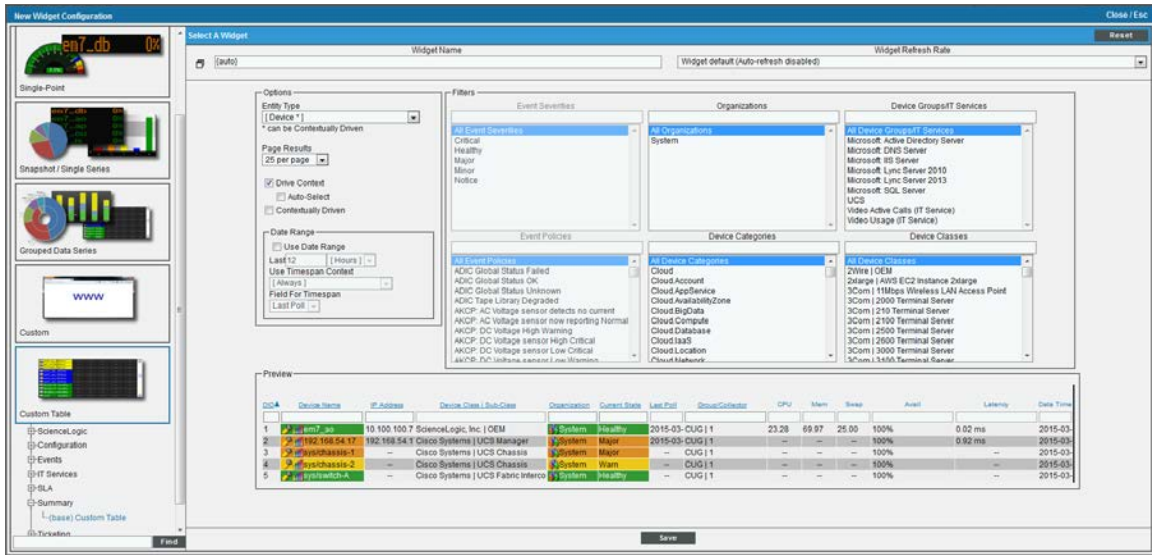 New Widget Configuration
Close / Esc
em7_db 0%
Single-Point
Snapshot / Single Series
Grouped Data Series
WWW
Custom
Custom Table
ScienceLogic
Configuration
Events
IT Services
SLA
Summary
(base) Custom Table
Ticketing
Find
Select A Widget
Reset
Widget Name
Widget Refresh Rate
{auto}
Widget default (Auto-refresh disabled)
Options
Entity Type
[ Device * ]
* can be Contextually Driven
Page Results
25 per page
Drive Context
Auto-Select
Contextually Driven
Date Range
Use Date Range
Last 12 [ Hours ]
Use Timespan Context
[ Always ]
Field For Timespan
Last Poll
Filters
Event Severities
All Event Severities
Critical
Healthy
Major
Minor
Notice
Organizations
All Organizations
System
Device Groups/IT Services
All Device Groups/IT Services
Microsoft: Active Directory Server
Microsoft: DNS Server
Microsoft: IIS Server
Microsoft: Lync Server 2010
Microsoft: Lync Server 2013
Microsoft: SQL Server
UCS
Video Active Calls (IT Service)
Video Usage (IT Service)
Event Policies
All Event Policies
ADIC Global Status Failed
ADIC Global Status OK
ADIC Global Status Unknown
ADIC Tape Library Degraded
AKCP: AC Voltage sensor detects no current
AKCP: AC Voltage sensor now reporting Normal
AKCP: DC Voltage High Warning
AKCP: DC Voltage sensor High Critical
AKCP: DC Voltage sensor Low Critical
AKCP: DC Voltage sensor Low Warning
Device Categories
All Device Categories
Cloud
Cloud.Account
Cloud.AppService
Cloud.AvailabilityZone
Cloud.BigData
Cloud.Compute
Cloud.Database
Cloud.IaaS
Cloud.Location
Cloud.Network
Device Classes
All Device Classes
2Wire | OEM
2xlarge | AWS EC2 Instance 2xlarge
3Com | 11Mbps Wireless LAN Access Point
3Com | 2000 Terminal Server
3Com | 210 Terminal Server
3Com | 2100 Terminal Server
3Com | 2500 Terminal Server
3Com | 2600 Terminal Server
3Com | 3000 Terminal Server
3Com | 3100 Terminal Server
Preview
DID Device Name IP Address Device Class | Sub-Class Organization Current State Last Poll Group/Collector CPU Mem Swap Avail Latency Data Time
1 em7_ao 10.100.100.7 ScienceLogic, Inc. | OEM System Healthy 2015-03- CUG | 1 23.28 69.97 25.00 100% 0.02 ms 2015-03-
2 192.168.54.17 192.168.54.1 Cisco Systems | UCS Manager System Major 2015-03- CUG | 1 -- -- -- 100% 0.92 ms 2015-03-
3 sys/chassis-1 -- Cisco Systems | UCS Chassis System Major -- CUG | 1 -- -- -- 100% -- 2015-03-
4 sys/chassis-2 -- Cisco Systems | UCS Chassis System Warn -- CUG | 1 -- -- -- 100% -- 2015-03-
5 sys/switch-A -- Cisco Systems | UCS Fabric Interco System Healthy -- CUG | 1 -- -- -- 100% -- 2015-03-
Save